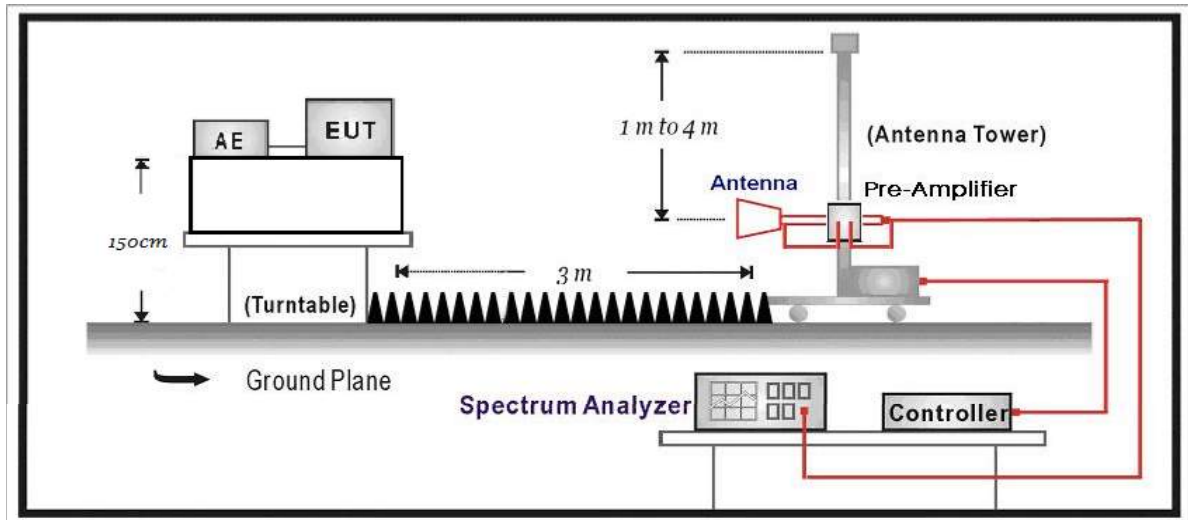 AE
EUT
150cm
(Turntable)
3 m
1 m to 4 m
Antenna
(Antenna Tower)
Pre-Amplifier
Ground Plane
Spectrum Analyzer
Controller